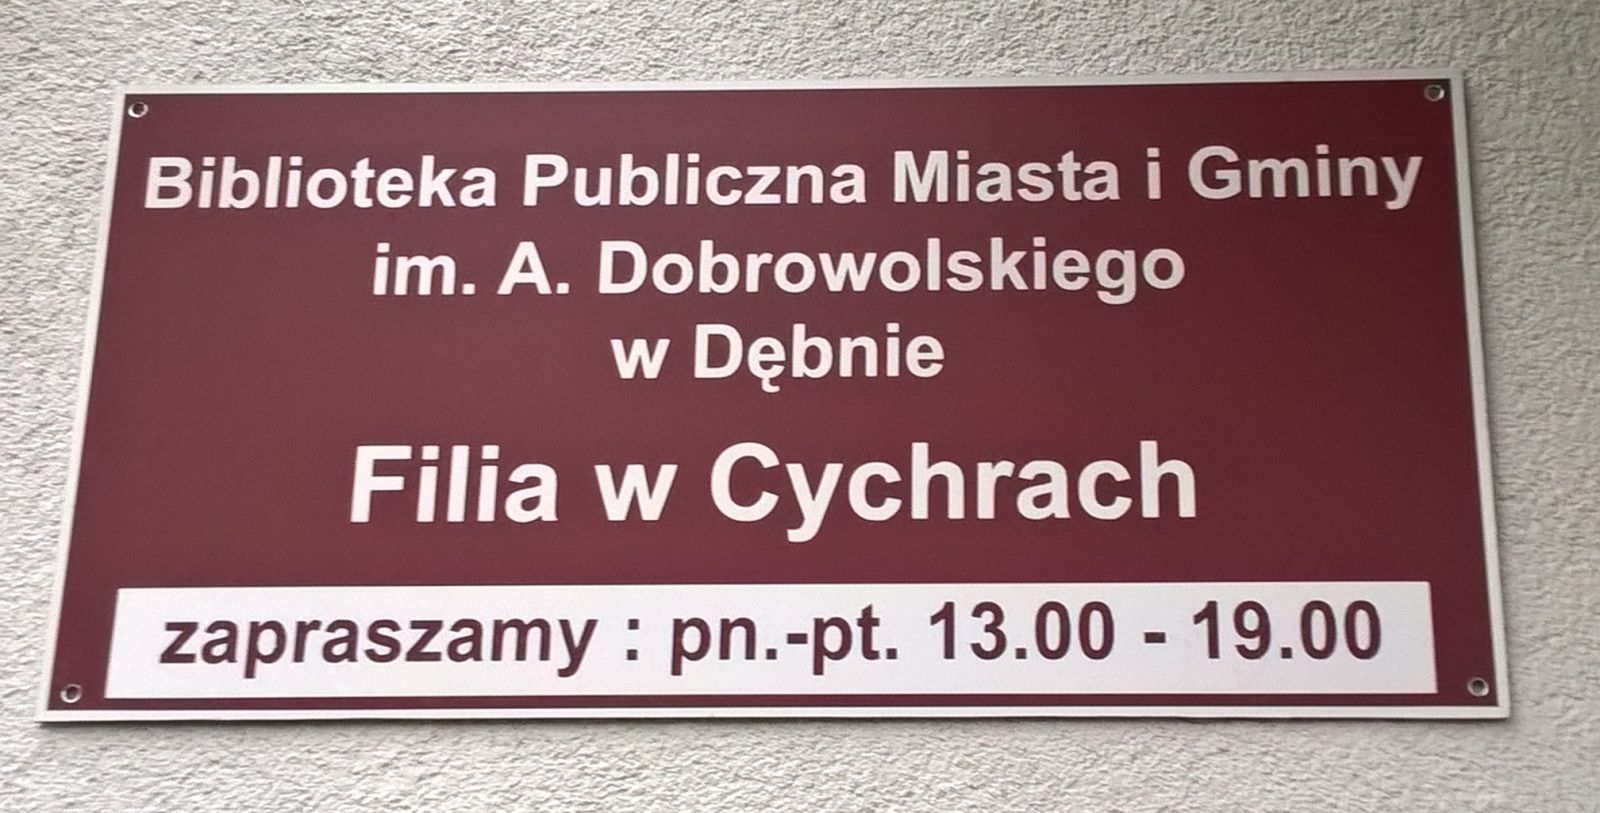 Biblioteka Publiczna Miasta i Gminy
im. A. Dobrowolskiego
w Dębnie
Filia w Cychrach
zapraszamy : pn.-pt. 13.00 - 19.00